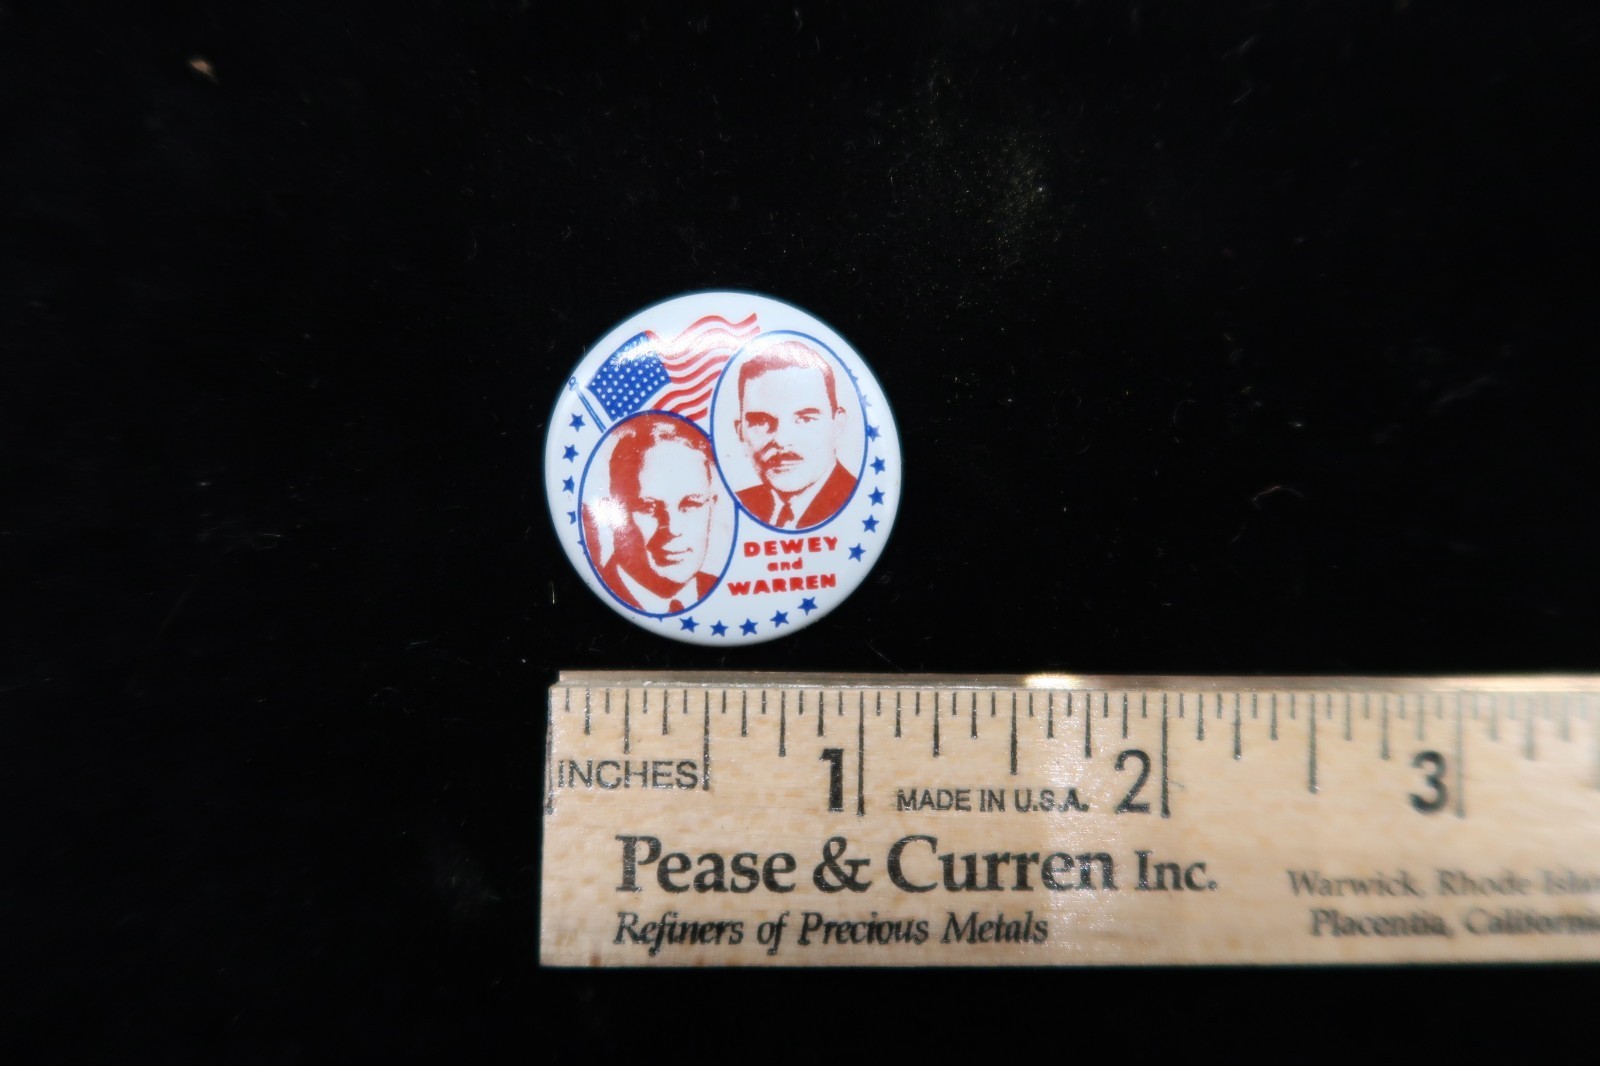 DEWEY
and
WARREN
INCHES 1 MADE IN U.S.A. 2 3
Pease & Curren Inc.
Refiners of Precious Metals
Warwick, Rhode
Placentia, California